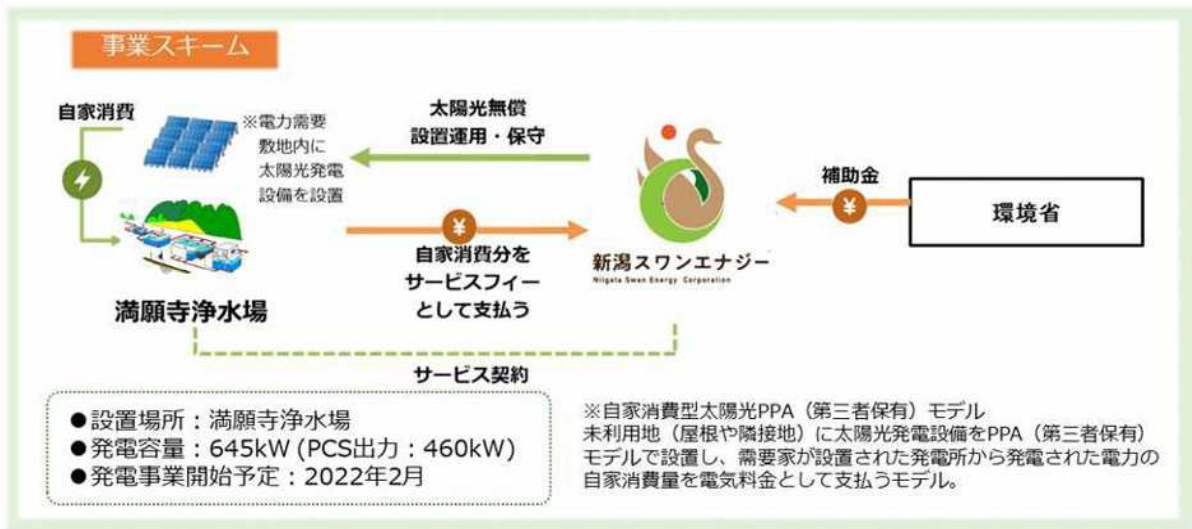 事業スキーム
自家消費
※電力需要
敷地内に
太陽光発電
設備を設置
太陽光無償
設置運用・保守
満願寺浄水場
¥
自家消費分を
サービスフィー
として支払う
新潟スワンエナジー
Niigata Swan Energy Corporation
補助金
¥
環境省
サービス契約
●設置場所：満願寺浄水場
●発電容量：645kW (PCS出力：460kW)
●発電事業開始予定：2022年2月
※自家消費型太陽光PPA（第三者保有）モデル
未利用地（屋根や隣接地）に太陽光発電設備をPPA（第三者保有）
モデルで設置し、需要家が設置された発電所から発電された電力の
自家消費量を電気料金として支払うモデル。